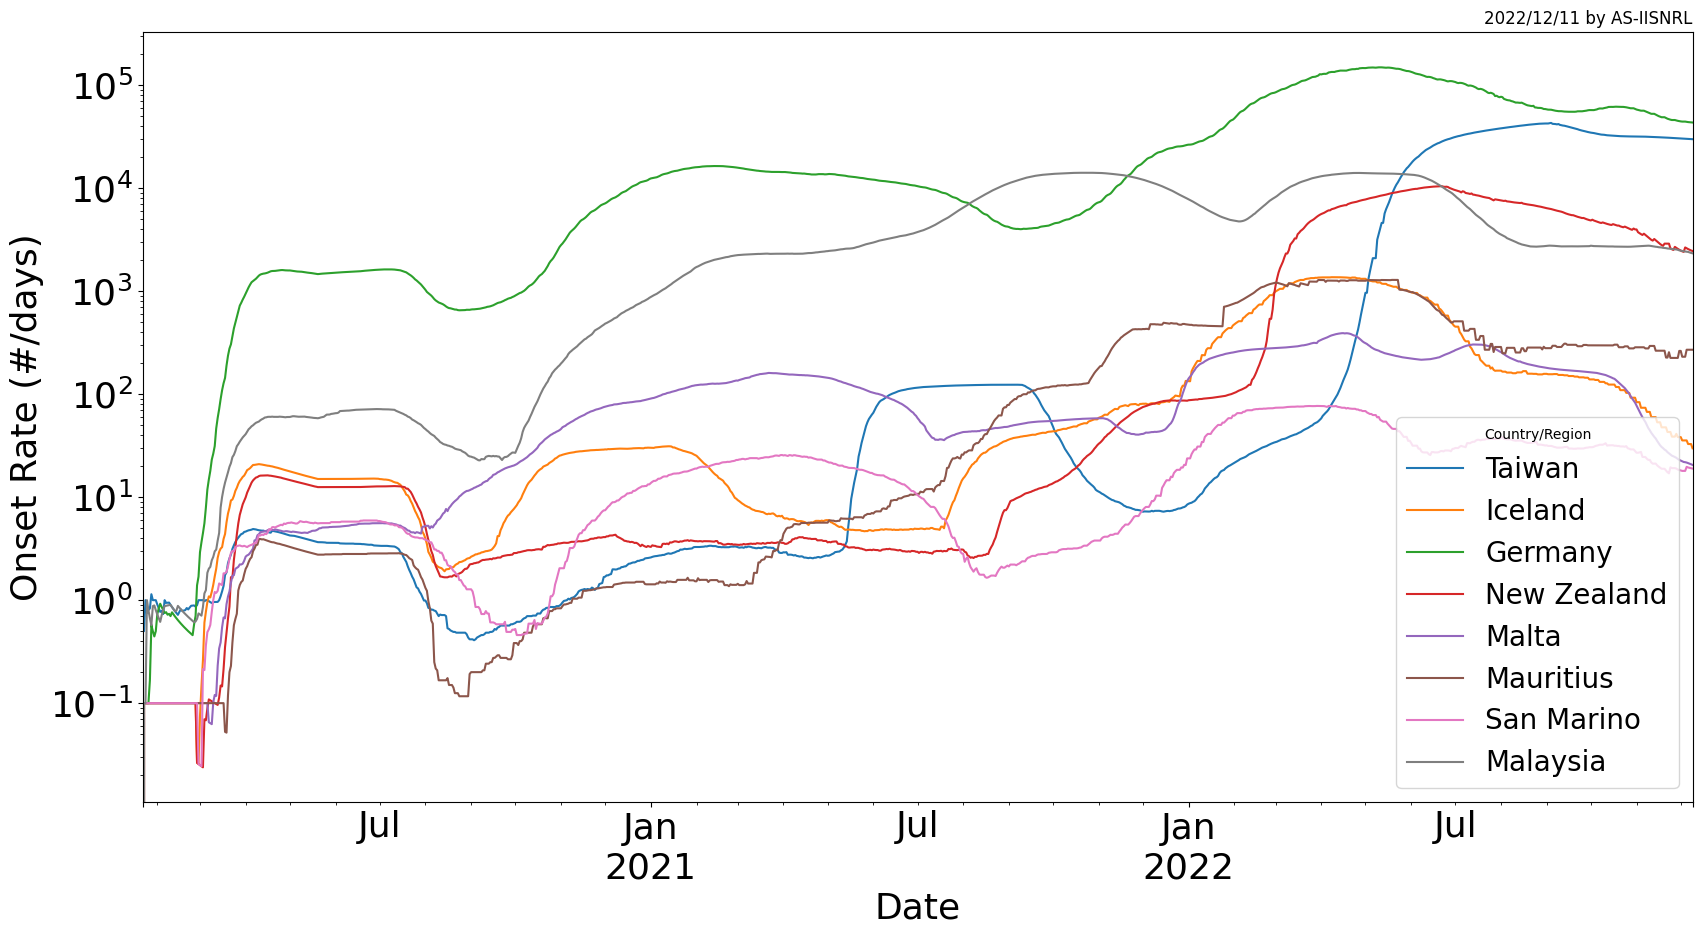 2022/12/11 by AS-IISNRL
Onset Rate (#/days)
10^5
10^4
10^3
10^2
10^1
10^0
10^−1
Country/Region
Taiwan
Iceland
Germany
New Zealand
Malta
Mauritius
San Marino
Malaysia
Jul
Jan
2021
Jul
Jan
2022
Jul
Date